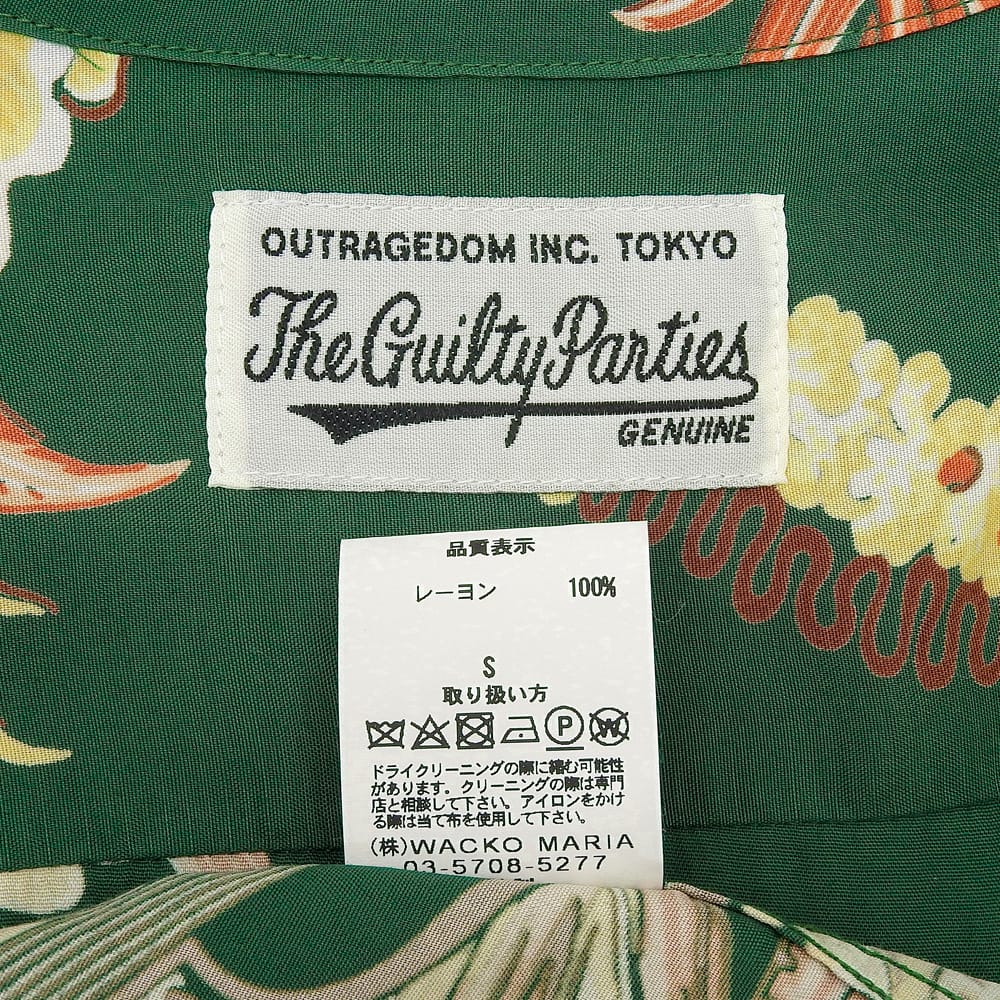 OUTRAGEDOM INC. TOKYO
The Guilty Parties
GENUINE
品質表示
レーヨン 100%
S
取り扱い方
P
W
ドライクリーニングの際に縮む可能性
があります。クリーニングの際は専門
店と相談して下さい。アイロンをかけ
る際は当て布を使用して下さい。
(株)WACKO MARIA
03-5708-5277